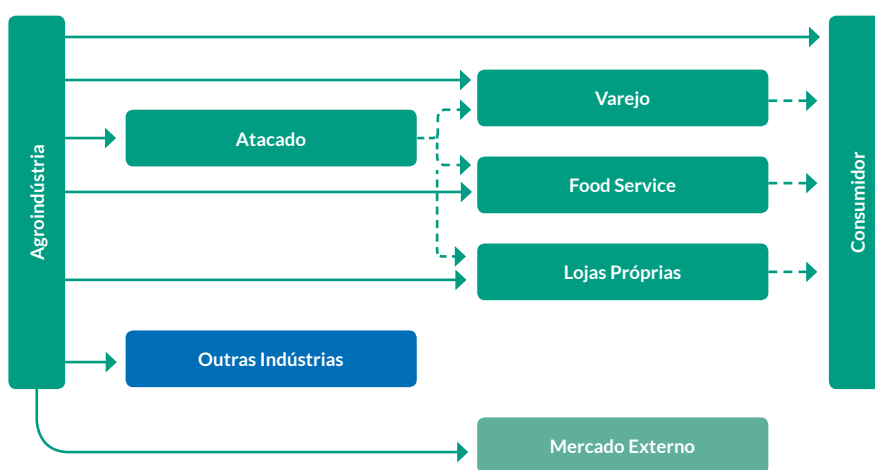 Agroindústria
Atacado
Varejo
Food Service
Lojas Próprias
Outras Indústrias
Mercado Externo
Consumidor